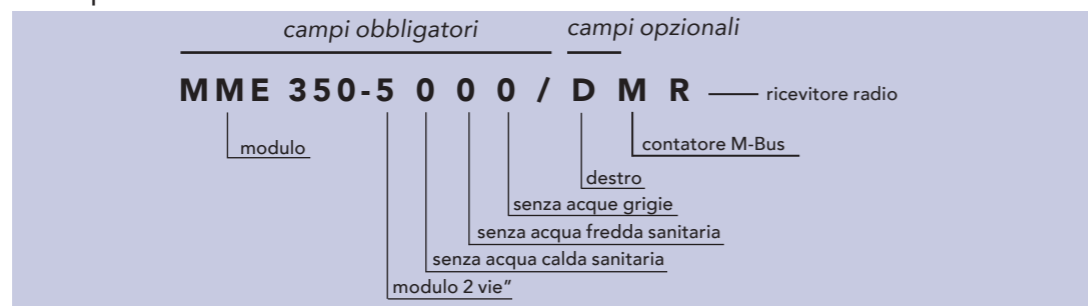 campi obbligatori campi opzionali
MME 350-5 0 0 0 / D M R ricevitore radio
modulo contatore M-Bus
destro
senza acque grigie
senza acqua fredda sanitaria
senza acqua calda sanitaria
modulo 2 vie”